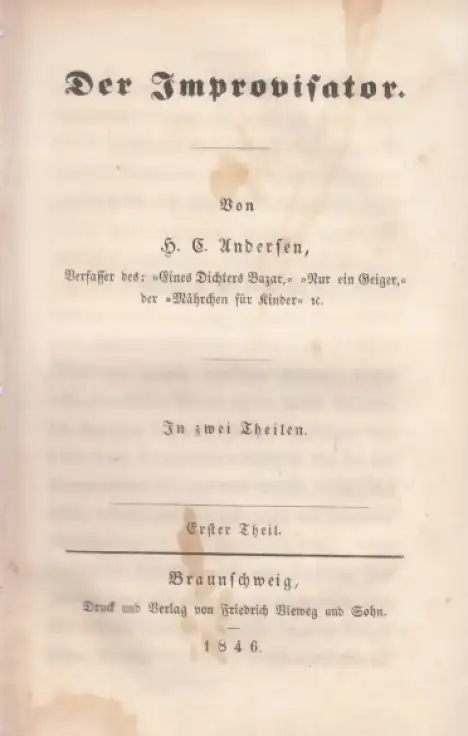 Der Improvisator.
Von
H. C. Andersen,
Verfasser des: »Eines Dichters Bazar,« »Nur ein Geiger,«
der »Mährchen für Kinder« ꝛc.
In zwei Theilen.
Erster Theil.
Braunschweig,
Druck und Verlag von Friedrich Vieweg und Sohn.
1846.